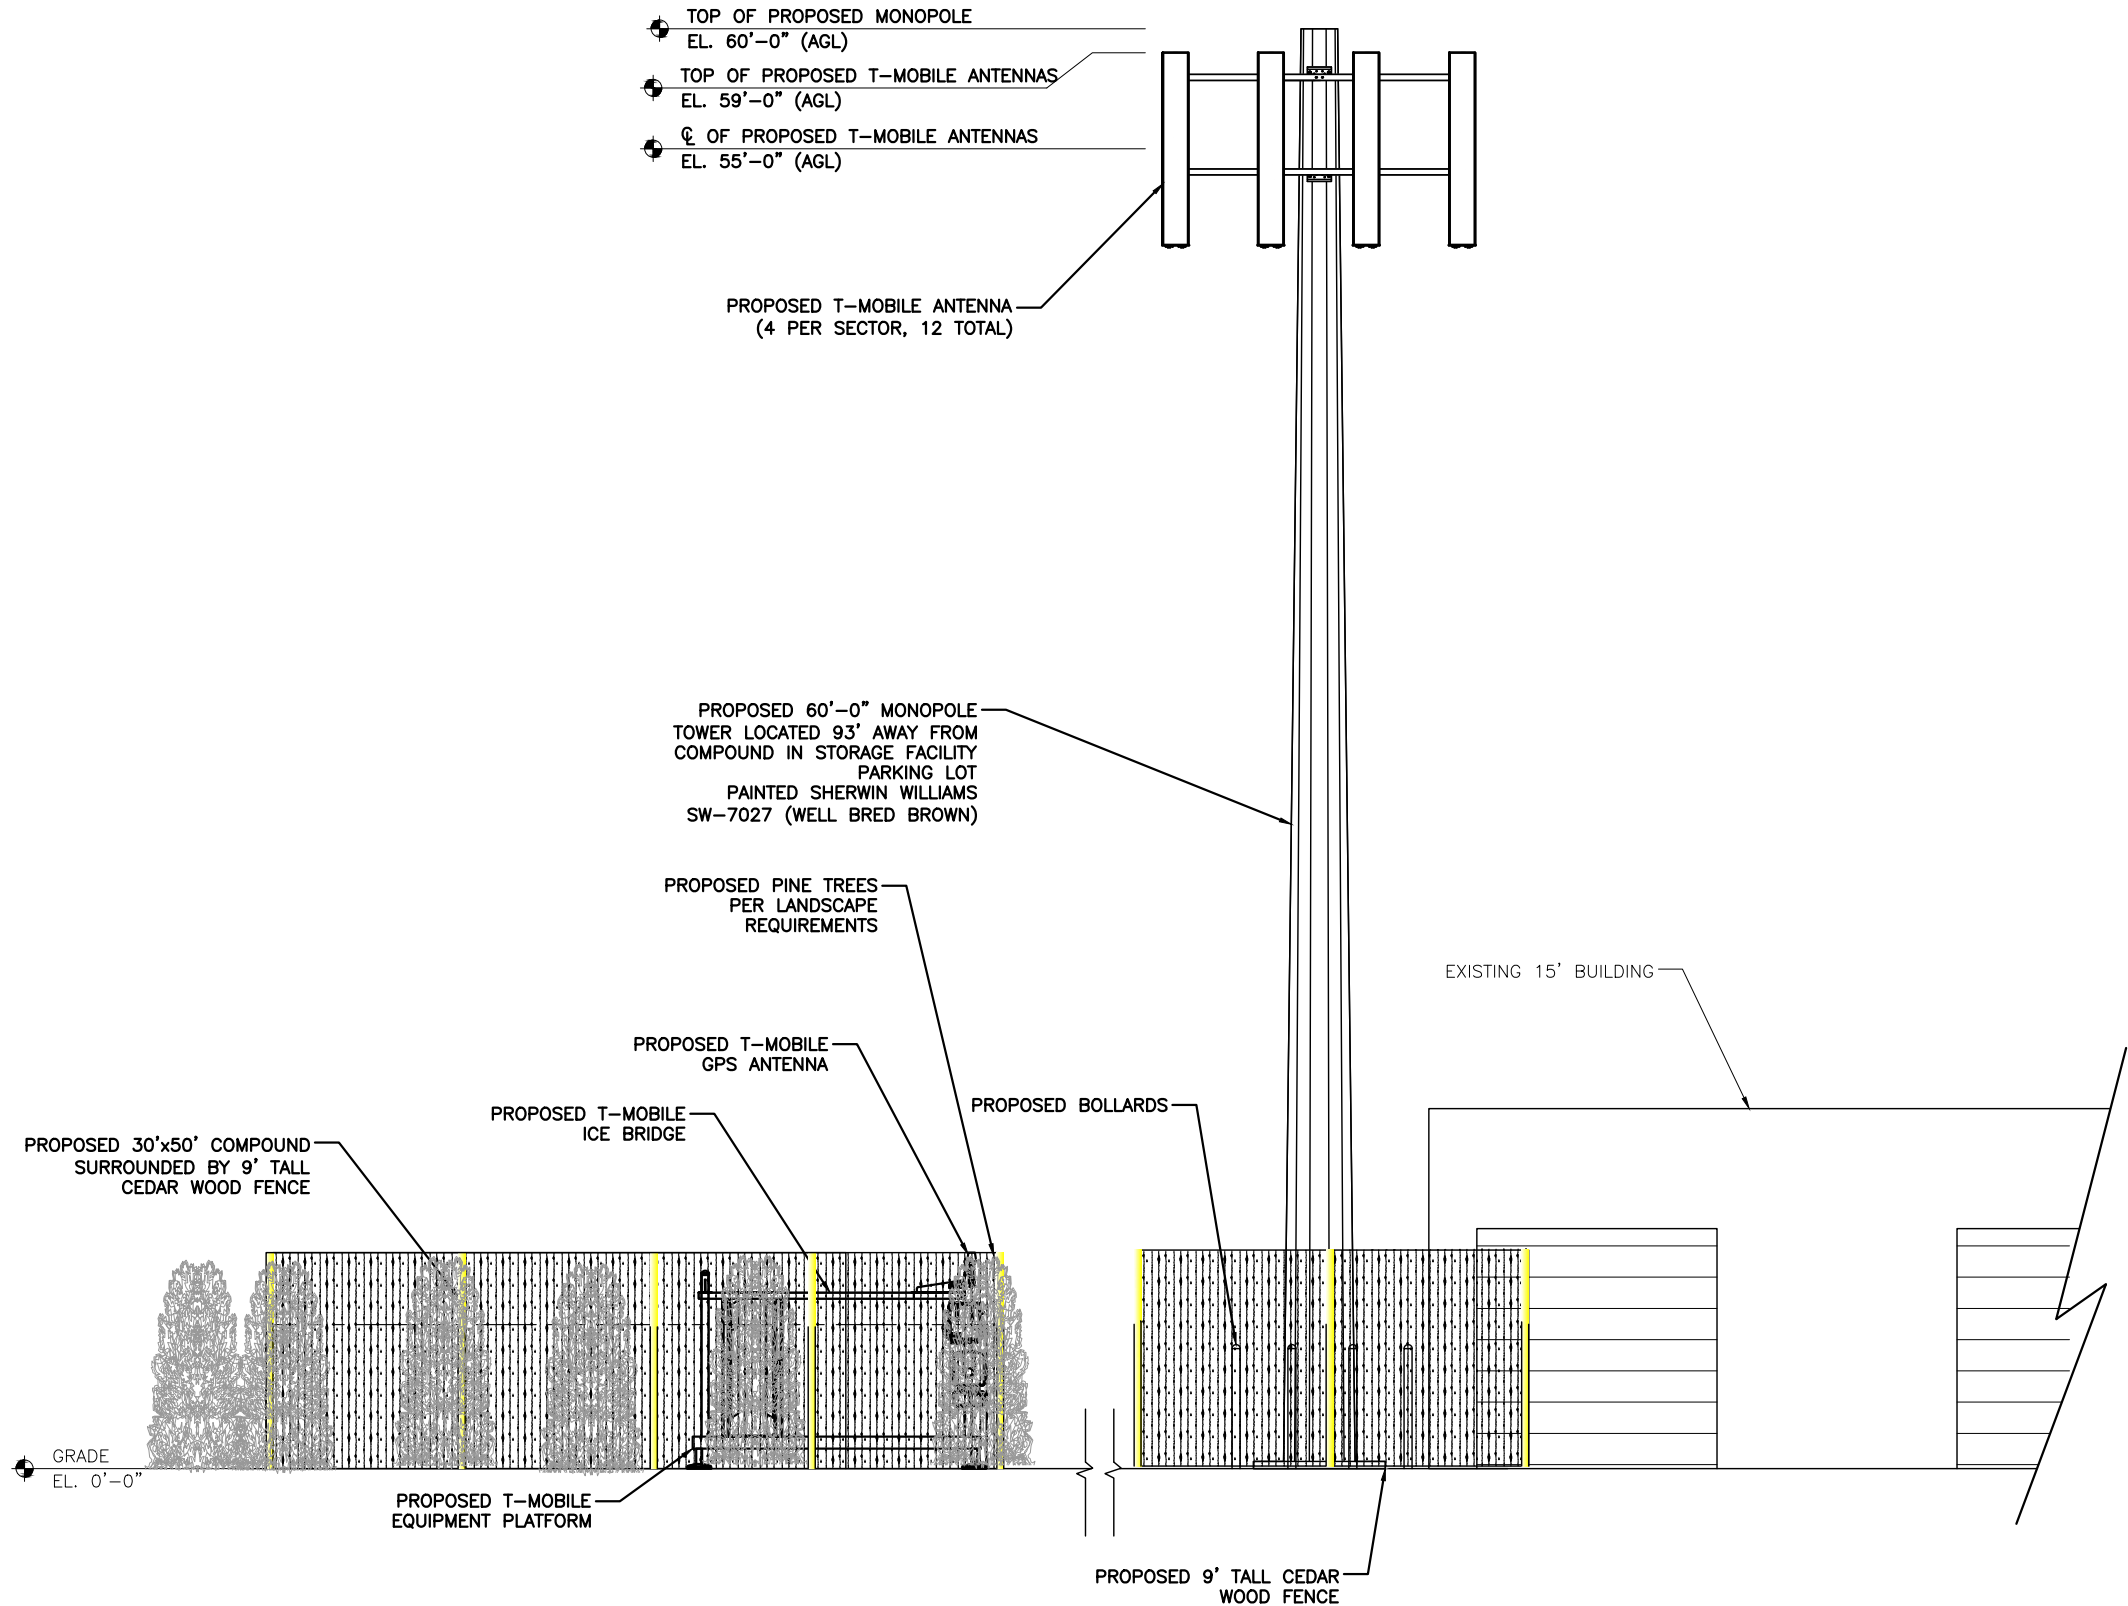 TOP OF PROPOSED MONOPOLE
EL. 60'-0" (AGL)
TOP OF PROPOSED T-MOBILE ANTENNAS
EL. 59'-0" (AGL)
℄ OF PROPOSED T-MOBILE ANTENNAS
EL. 55'-0" (AGL)
PROPOSED T-MOBILE ANTENNA
(4 PER SECTOR, 12 TOTAL)
PROPOSED 60'-0" MONOPOLE
TOWER LOCATED 93' AWAY FROM
COMPOUND IN STORAGE FACILITY
PARKING LOT
PAINTED SHERWIN WILLIAMS
SW-7027 (WELL BRED BROWN)
PROPOSED PINE TREES
PER LANDSCAPE
REQUIREMENTS
EXISTING 15' BUILDING
PROPOSED T-MOBILE
GPS ANTENNA
PROPOSED BOLLARDS
PROPOSED T-MOBILE
ICE BRIDGE
PROPOSED 30'x50' COMPOUND
SURROUNDED BY 9' TALL
CEDAR WOOD FENCE
GRADE
EL. 0'-0"
PROPOSED T-MOBILE
EQUIPMENT PLATFORM
PROPOSED 9' TALL CEDAR
WOOD FENCE